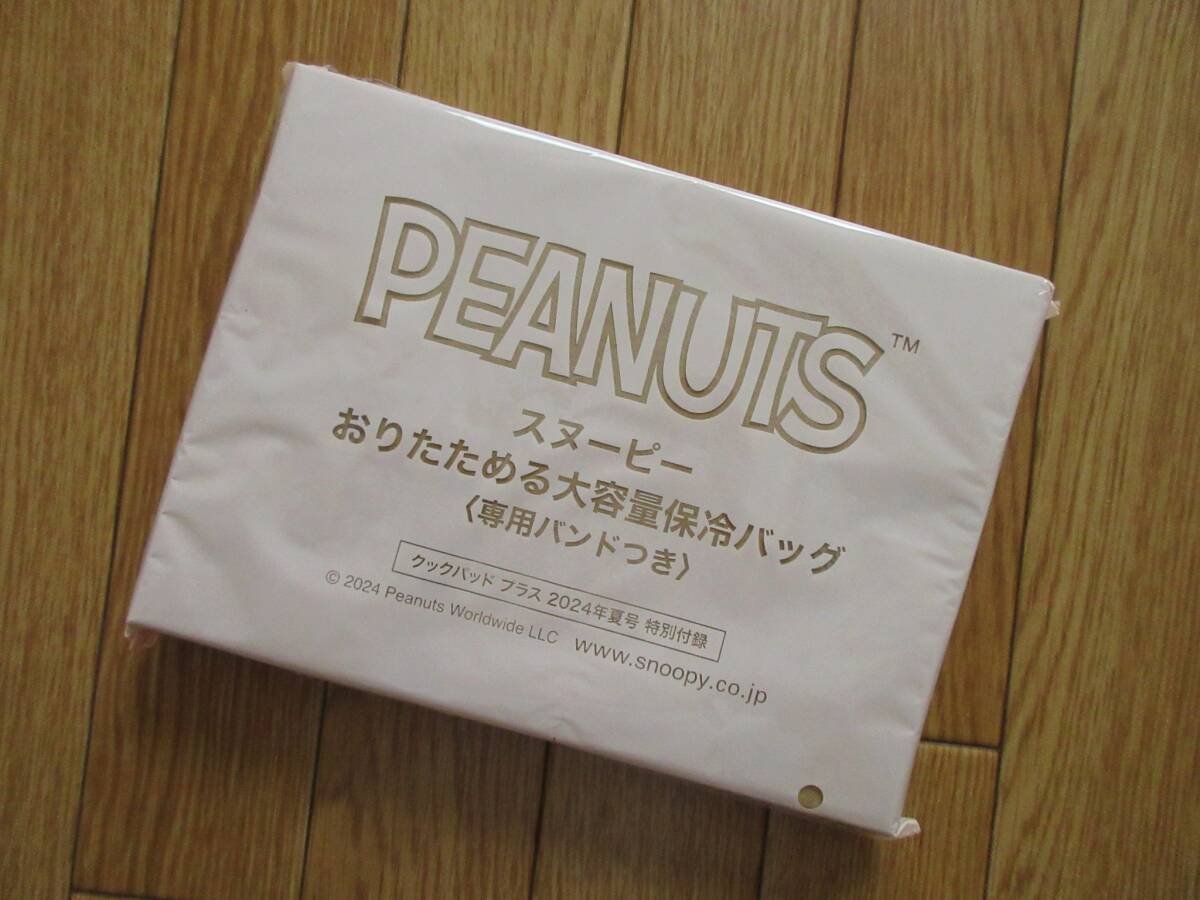 PEANUTS™
スヌーピー
おりたためる大容量保冷バッグ
〈専用バンドつき〉
クックパッド プラス 2024年夏号 特別付録
© 2024 Peanuts Worldwide LLC www.snoopy.co.jp